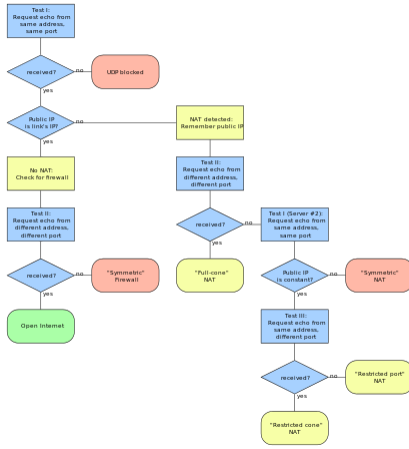 Test I:
Request echo from
same address,
same port
received?
no
UDP blocked
yes
Public IP
is link's IP?
no
NAT detected:
Remember public IP
yes
No NAT:
Check for firewall
Test II:
Request echo from
different address,
different port
Test II:
Request echo from
different address,
different port
received?
no
Test I (Server #2):
Request echo from
same address,
same port
yes
received?
no
"Symmetric"
Firewall
"Full-cone"
NAT
Public IP
is constant?
no
"Symmetric"
NAT
yes
yes
Open Internet
Test III:
Request echo from
same address,
different port
received?
no
"Restricted port"
NAT
yes
"Restricted cone"
NAT